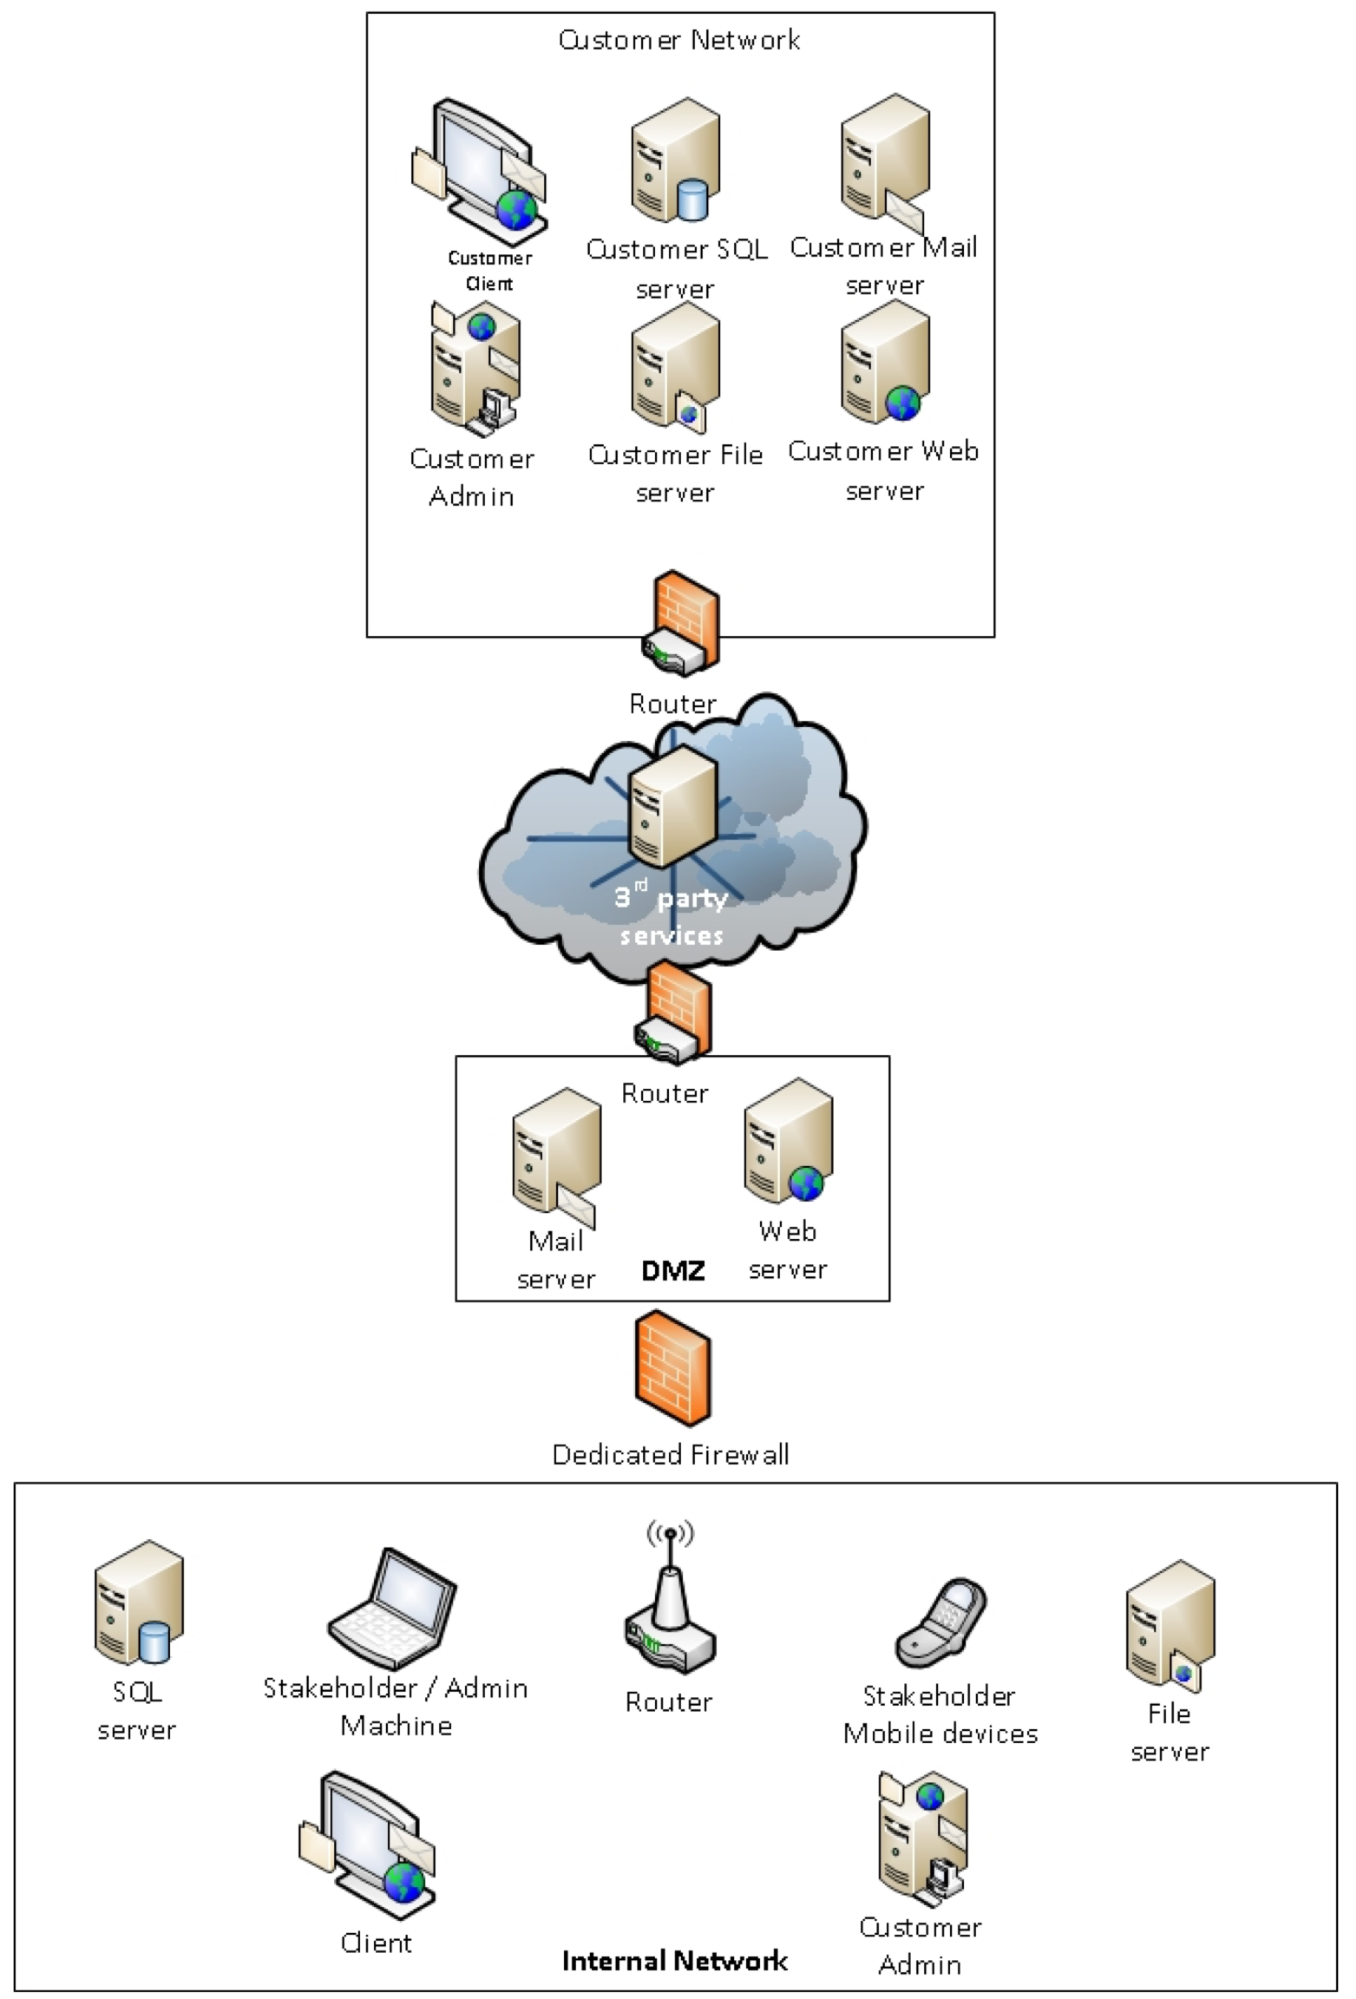 Customer Network
Customer
Client
Customer SQL
server
Customer Mail
server
Customer
Admin
Customer File
server
Customer Web
server
Router
3rd party
services
Router
Mail
server
Web
server
DMZ
Dedicated Firewall
SQL
server
Stakeholder / Admin
Machine
Router
Stakeholder
Mobile devices
File
server
Client
Customer
Admin
Internal Network